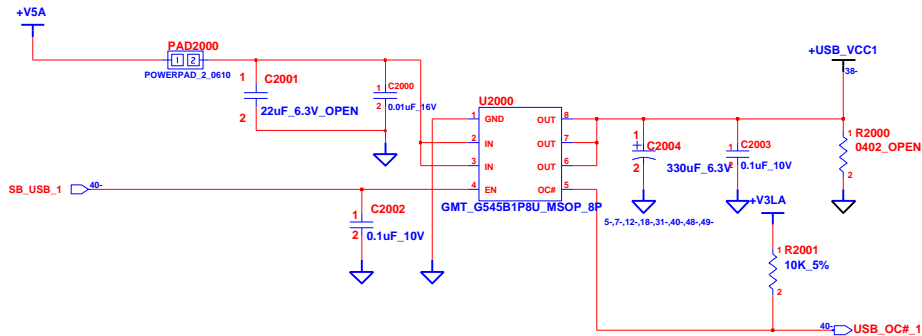 +V5A
PAD2000
1 2
POWERPAD_2_0610
1
C2001
2
22uF_6.3V_OPEN
1
C2000
2
0.01uF_16V
U2000
1 GND OUT 8
2 IN OUT 7
3 IN OUT 6
4 EN OC# 5
GMT_G545B1P8U_MSOP_8P
SB_USB_1
40-
1
C2002
2
0.1uF_10V
+USB_VCC1
38-
1
+
C2004
2
330uF_6.3V
1
C2003
2
0.1uF_10V
1
R2000
0402_OPEN
2
5-,7-,12-,18-,31-,40-,48-,49-
+V3LA
1
R2001
10K_5%
2
40-
USB_OC#_1